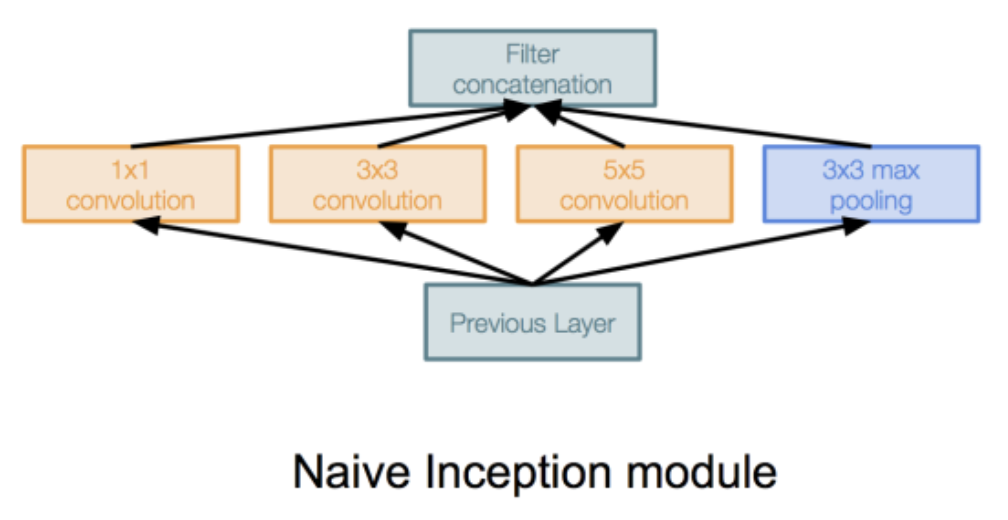 Filter
concatenation
1x1
convolution
3x3
convolution
5x5
convolution
3x3 max
pooling
Previous Layer
Naive Inception module